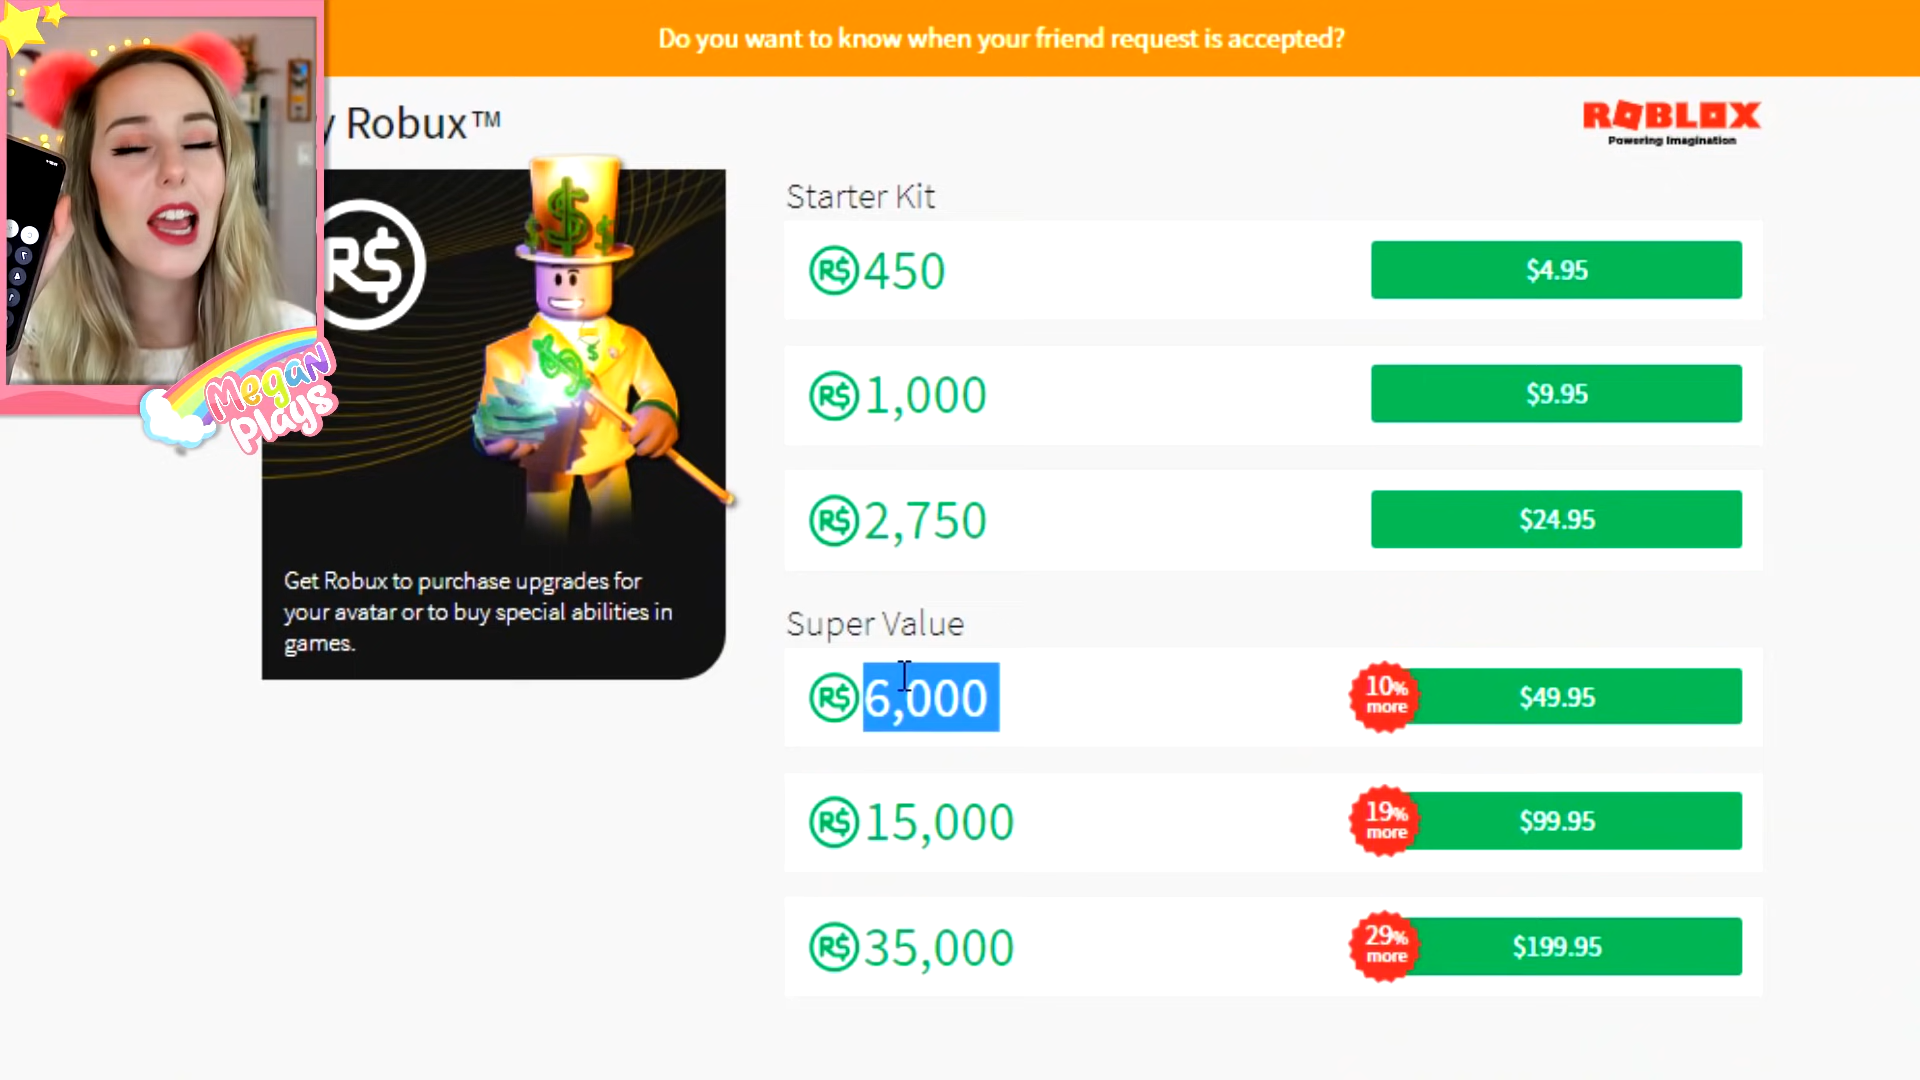 Do you want to know when your friend request is accepted?
y Robux™
ROBLOX
Powering Imagination
R$
Megan
Plays
Get Robux to purchase upgrades for
your avatar or to buy special abilities in
games.
Starter Kit
R$ 450
$4.95
R$ 1,000
$9.95
R$ 2,750
$24.95
Super Value
R$ 6,000
10% more
$49.95
R$ 15,000
19% more
$99.95
R$ 35,000
29% more
$199.95